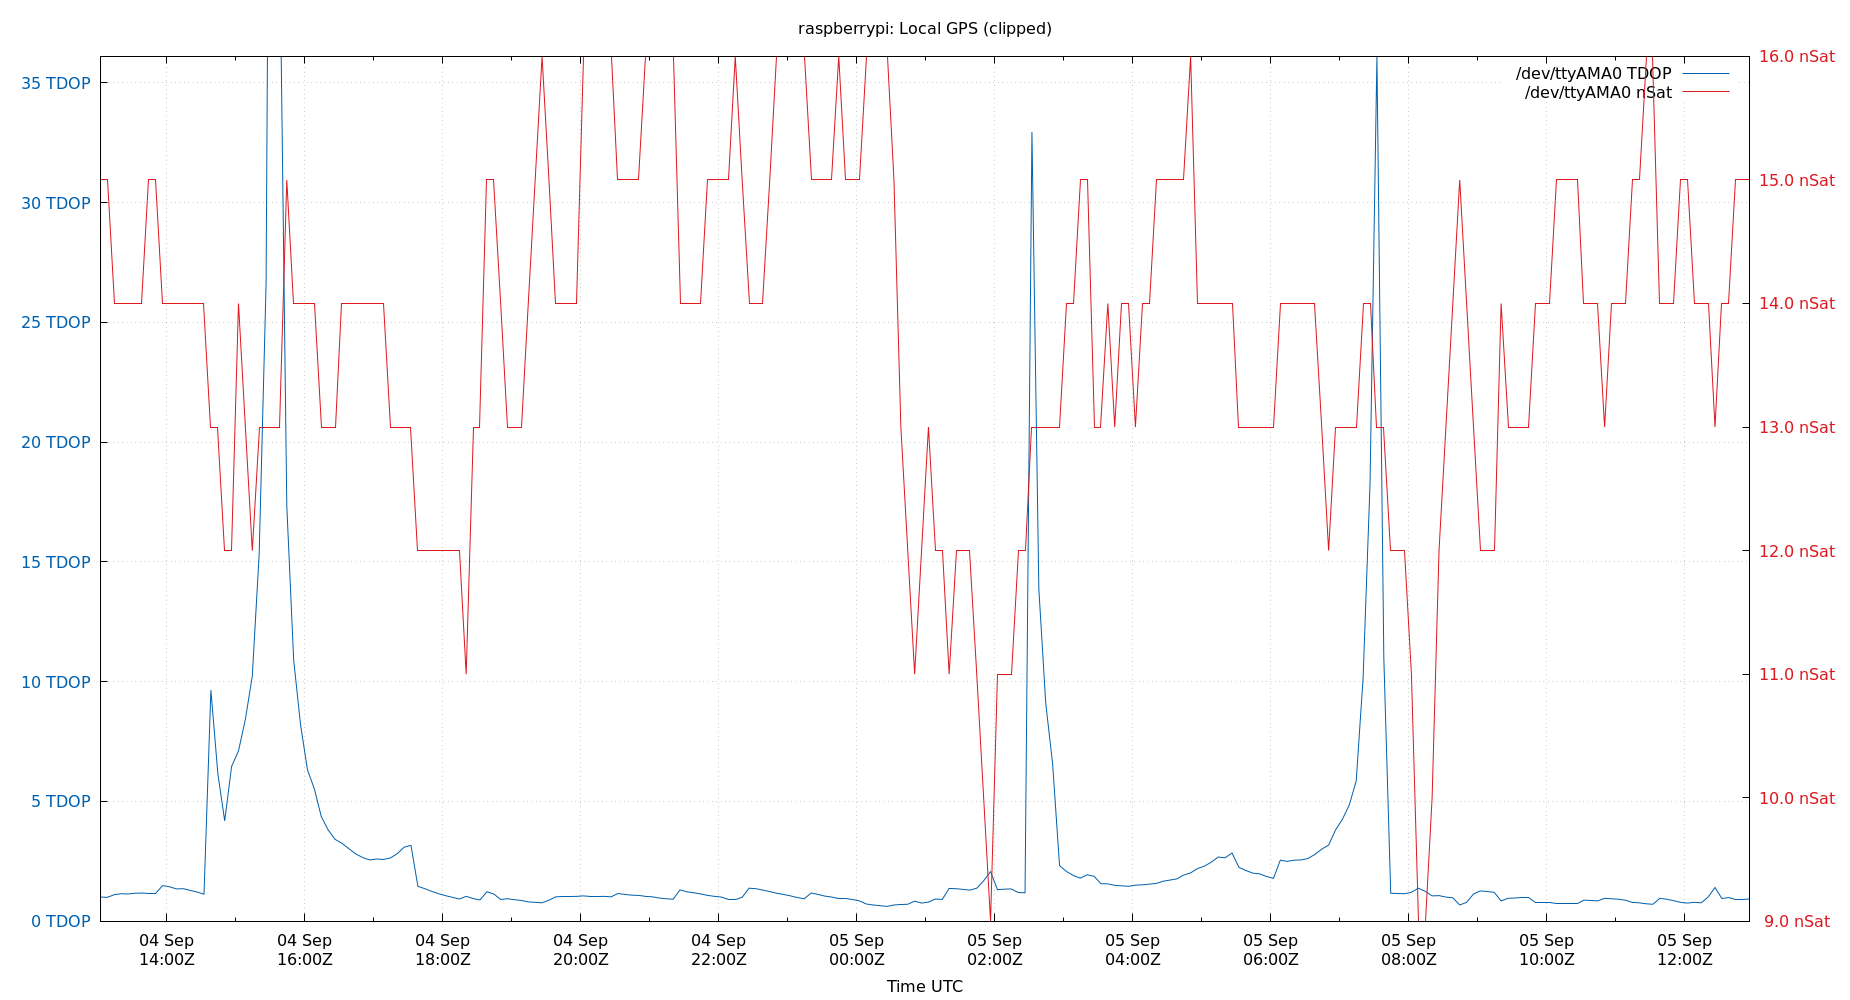 raspberrypi: Local GPS (clipped)
/dev/ttyAMA0 TDOP
/dev/ttyAMA0 nSat
35 TDOP
30 TDOP
25 TDOP
20 TDOP
15 TDOP
10 TDOP
5 TDOP
0 TDOP
16.0 nSat
15.0 nSat
14.0 nSat
13.0 nSat
12.0 nSat
11.0 nSat
10.0 nSat
9.0 nSat
04 Sep
14:00Z
04 Sep
16:00Z
04 Sep
18:00Z
04 Sep
20:00Z
04 Sep
22:00Z
05 Sep
00:00Z
05 Sep
02:00Z
05 Sep
04:00Z
05 Sep
06:00Z
05 Sep
08:00Z
05 Sep
10:00Z
05 Sep
12:00Z
Time UTC